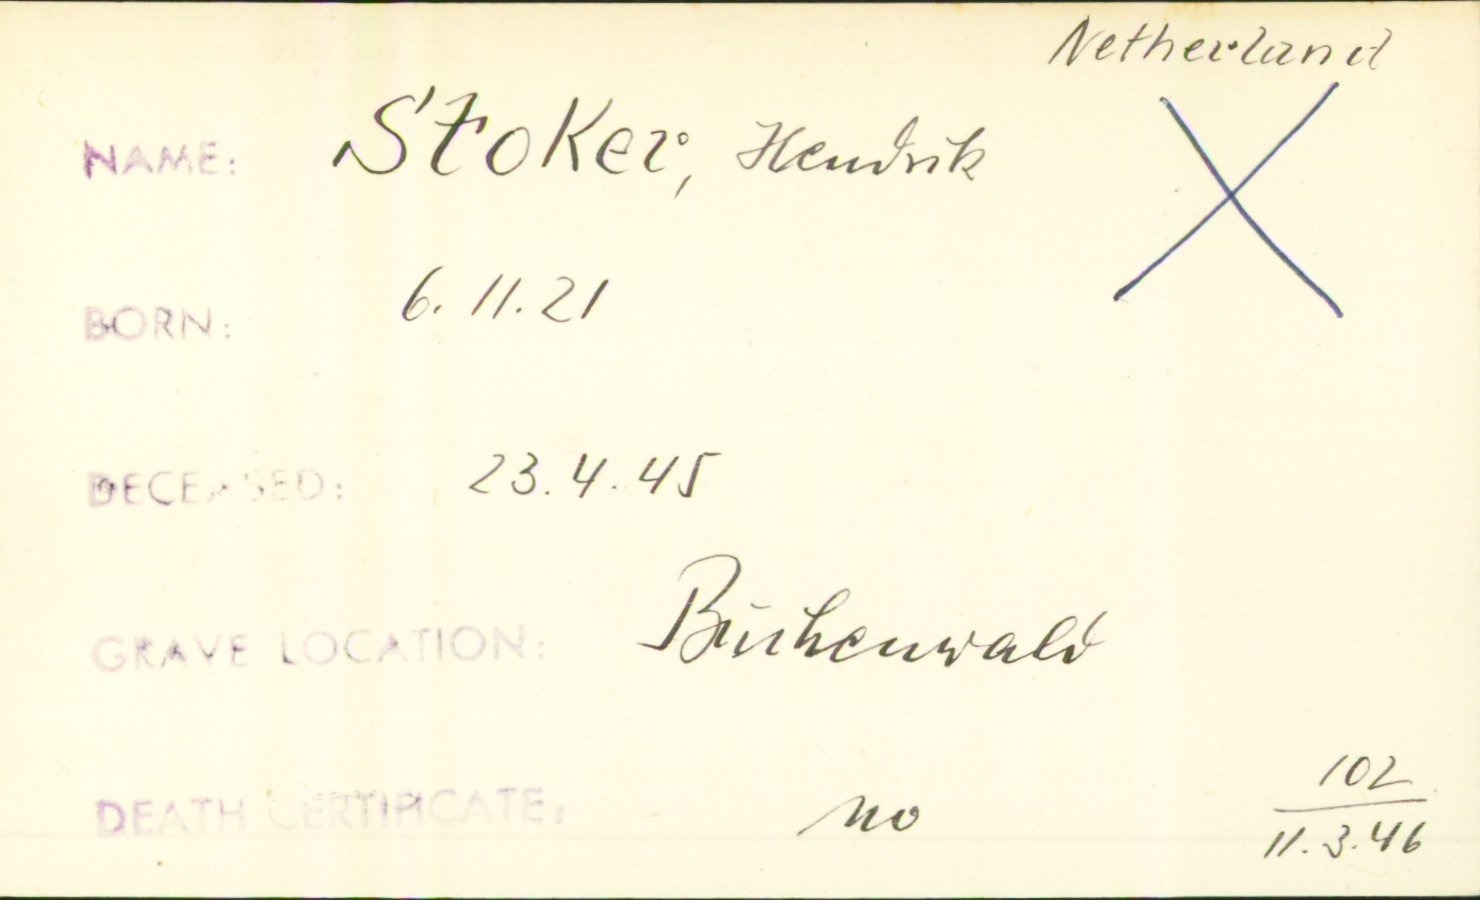 Netherland
NAME: Stoker, Hendrik
BORN: 6.11.21
DECEASED: 23.4.45
GRAVE LOCATION: Buchenwald
DEATH CERTIFICATE: no
102
11.3.46